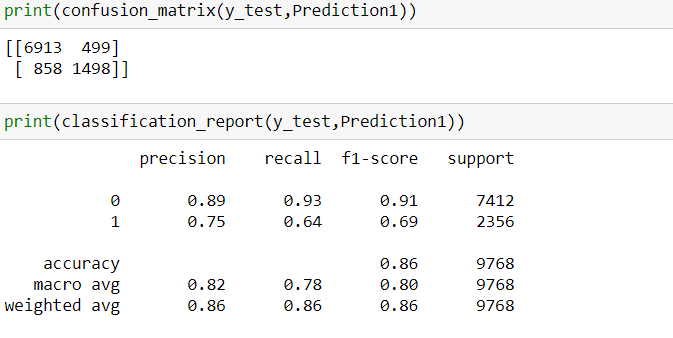 print(confusion_matrix(y_test,Prediction1))
[[6913  499]
 [ 858 1498]]
print(classification_report(y_test,Prediction1))
precision    recall  f1-score   support
0       0.89      0.93      0.91      7412
1       0.75      0.64      0.69      2356
accuracy                           0.86      9768
macro avg       0.82      0.78      0.80      9768
weighted avg       0.86      0.86      0.86      9768